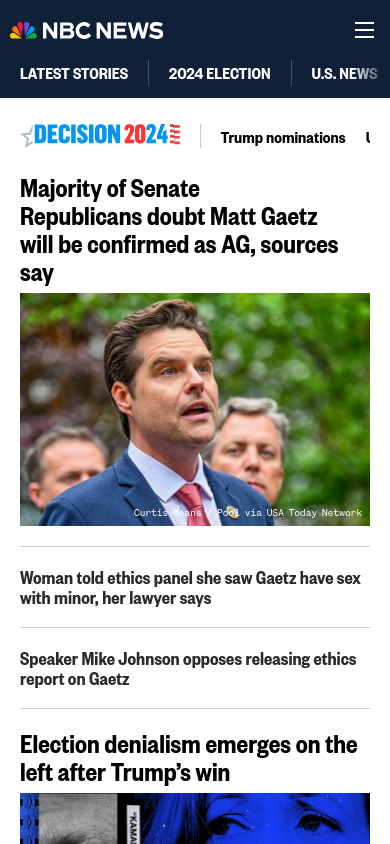 NBC NEWS
LATEST STORIES
2024 ELECTION
U.S. NEWS
DECISION 2024
Trump nominations
Majority of Senate
Republicans doubt Matt Gaetz
will be confirmed as AG, sources
say
Curtis Means / Pool via USA Today Network
Woman told ethics panel she saw Gaetz have sex
with minor, her lawyer says
Speaker Mike Johnson opposes releasing ethics
report on Gaetz
Election denialism emerges on the
left after Trump’s win